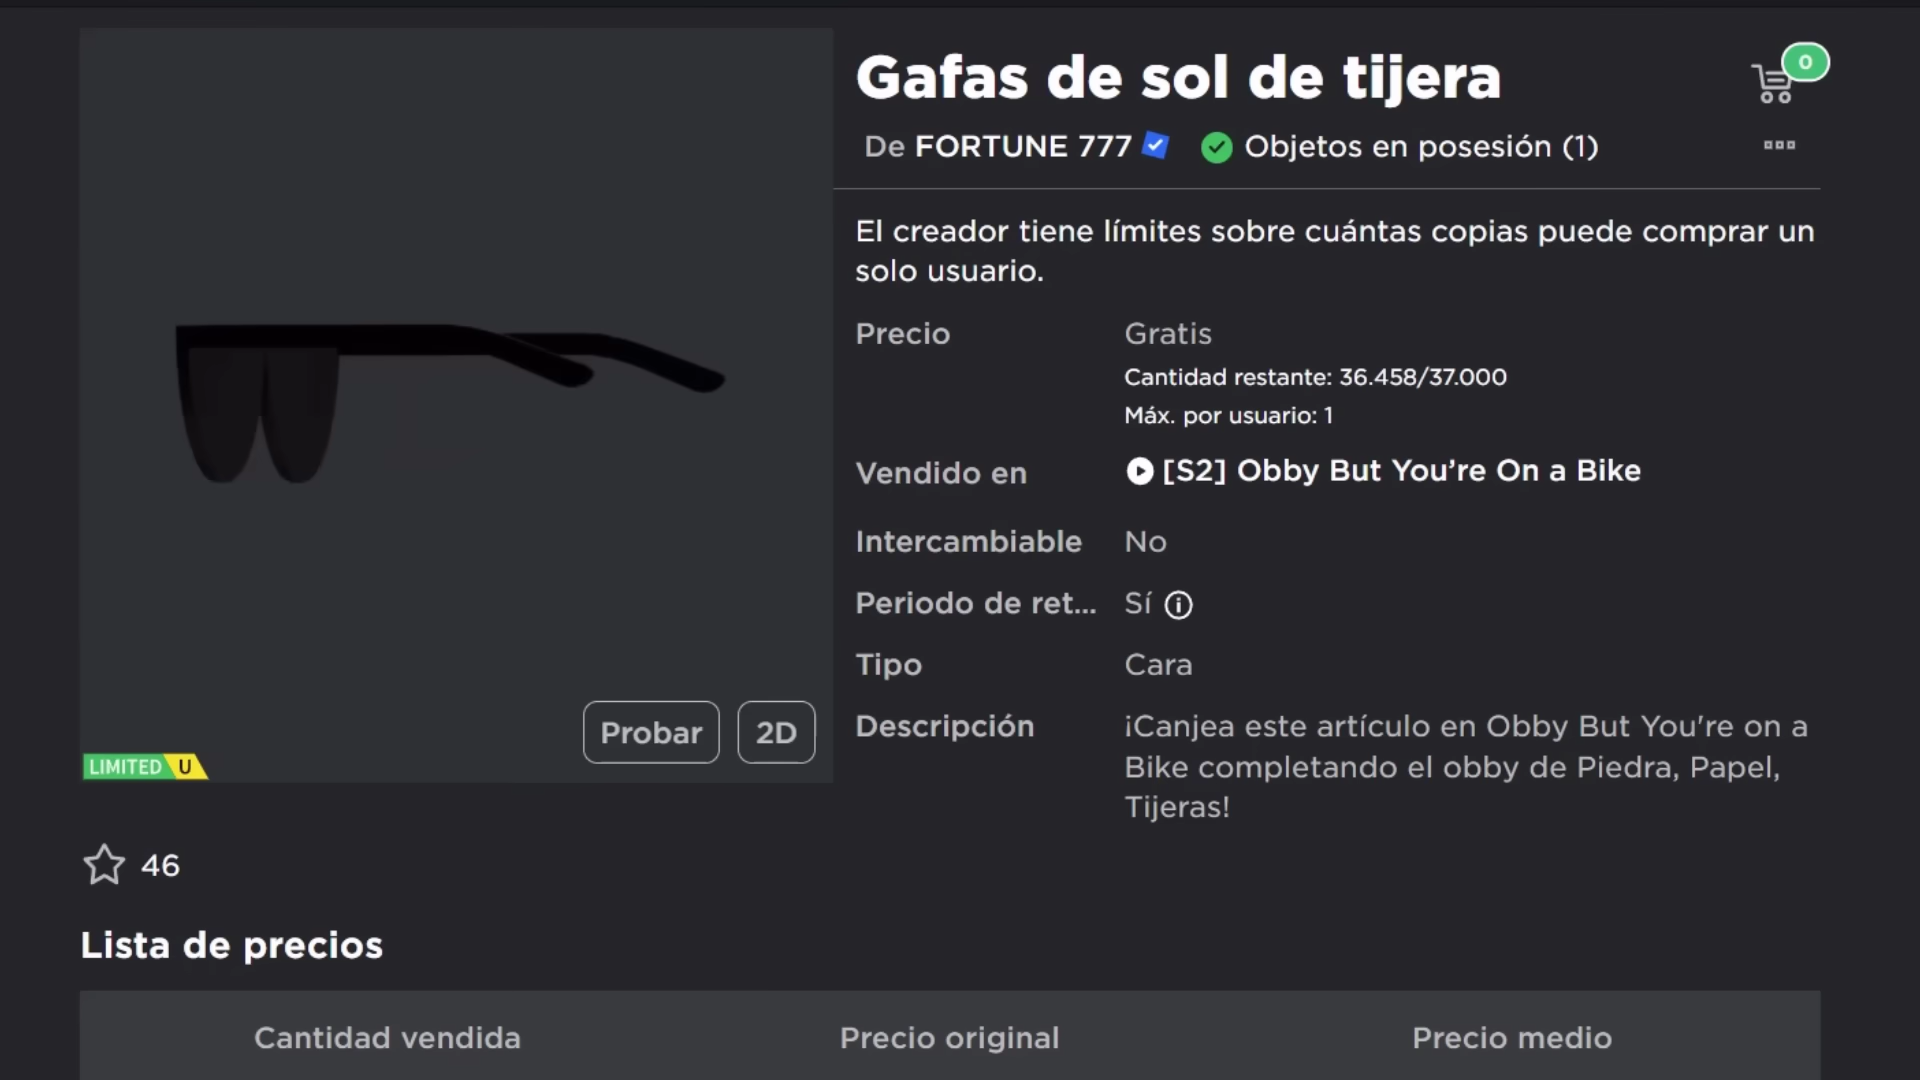 Gafas de sol de tijera
0
De FORTUNE 777 Objetos en posesión (1)
El creador tiene límites sobre cuántas copias puede comprar un
solo usuario.
Precio Gratis
Cantidad restante: 36.458/37.000
Máx. por usuario: 1
Vendido en [S2] Obby But You’re On a Bike
Intercambiable No
Periodo de ret... Sí
Tipo Cara
Descripción ¡Canjea este artículo en Obby But You're on a
Bike completando el obby de Piedra, Papel,
Tijeras!
Probar 2D
LIMITED U
46
Lista de precios
Cantidad vendida Precio original Precio medio